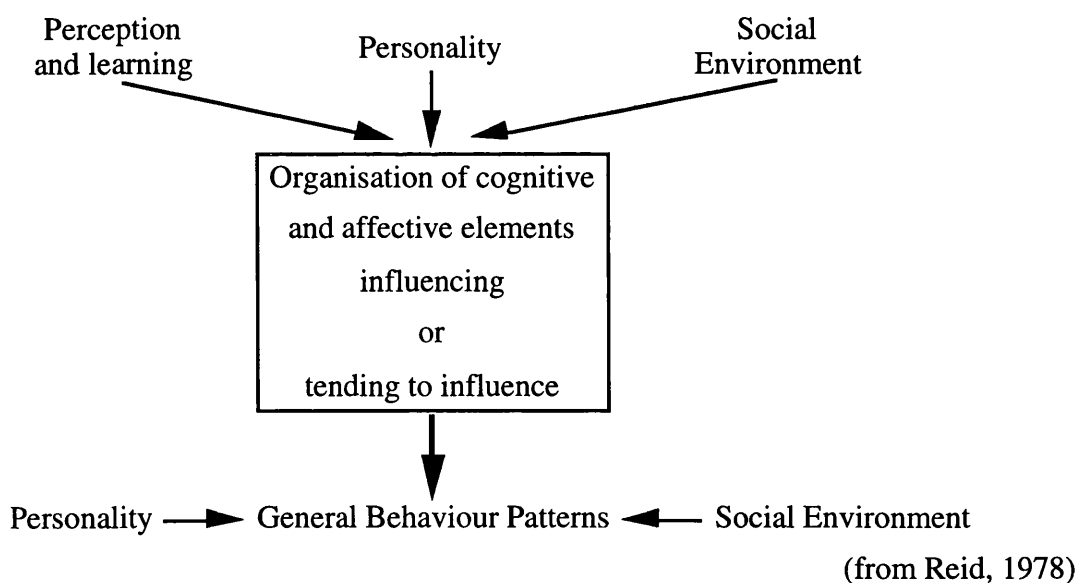 Perception
and learning
Personality
Social
Environment
Organisation of cognitive
and affective elements
influencing
or
tending to influence
Personality
General Behaviour Patterns
Social Environment
(from Reid, 1978)